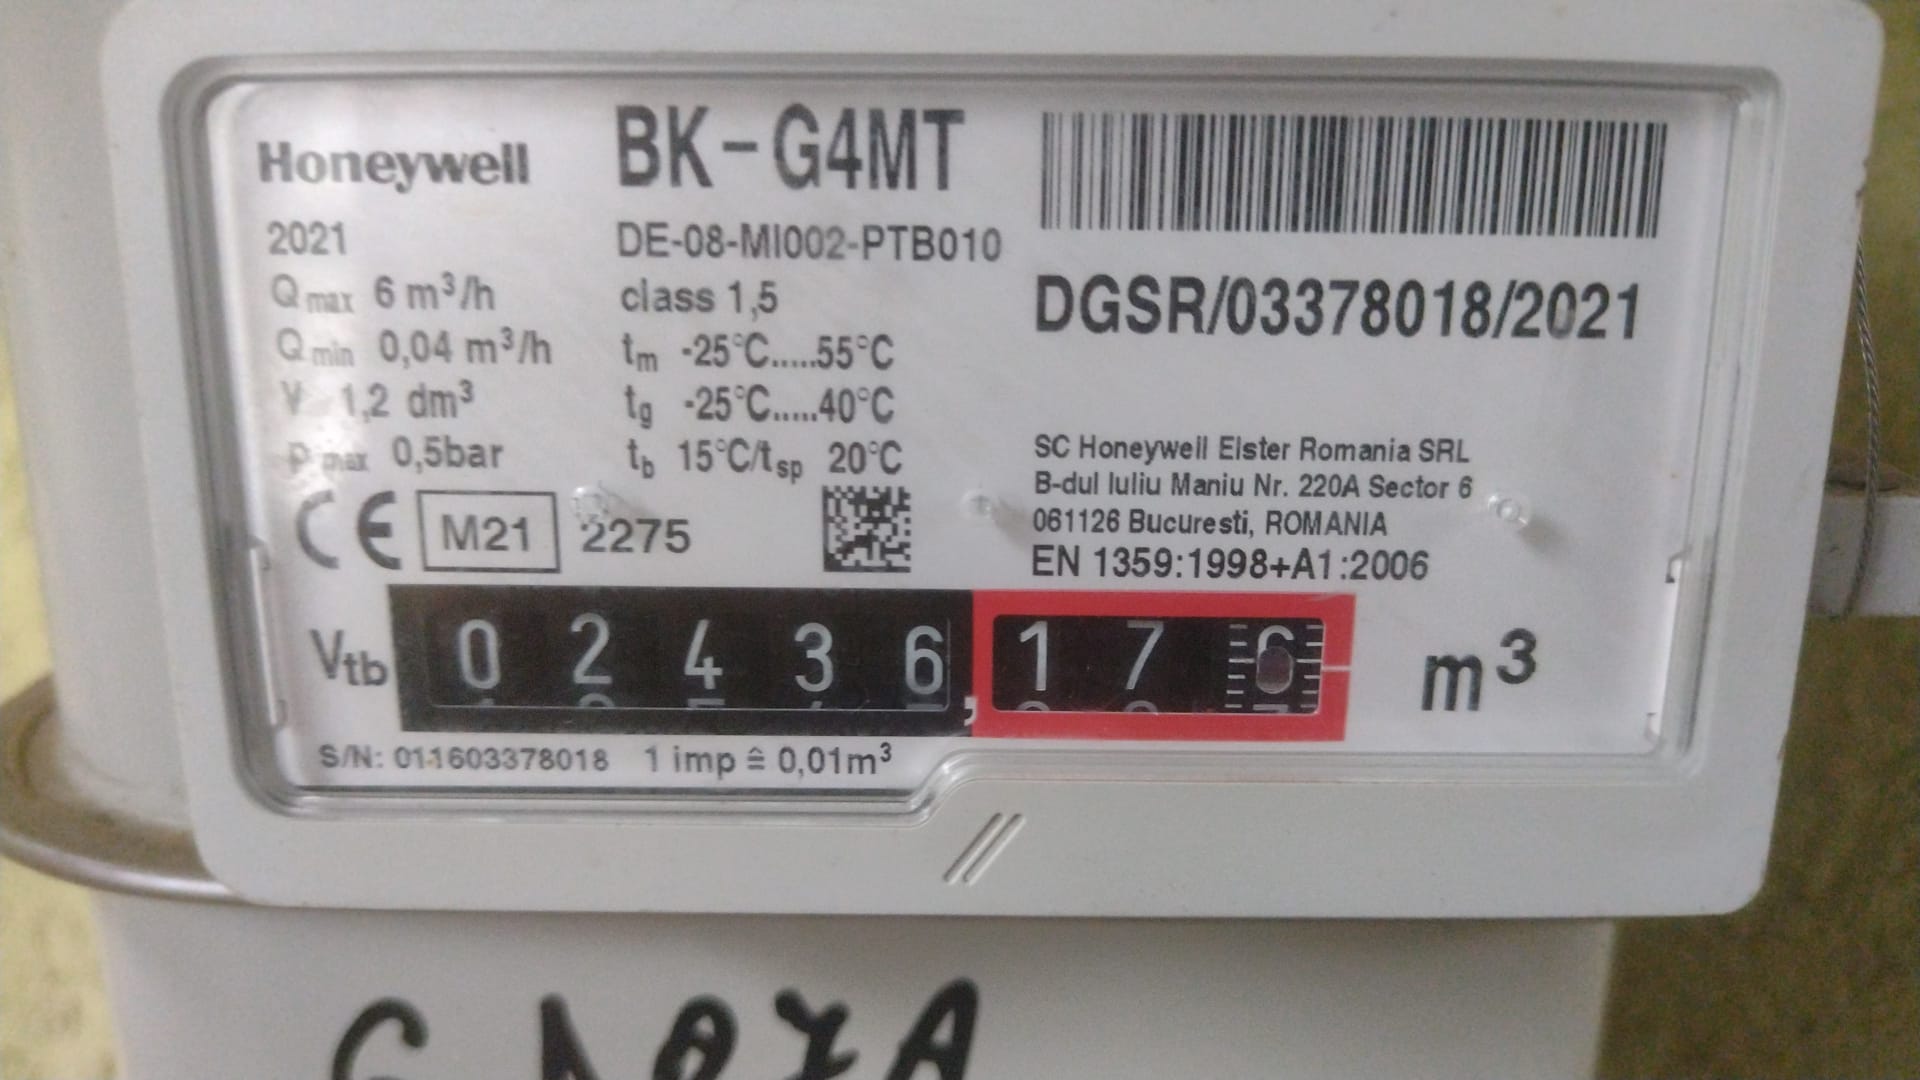 Honeywell
BK-G4MT
2021
DE-08-MI002-PTB010
Qmax 6 m³/h
class 1,5
DGSR/03378018/2021
Qmin 0,04 m³/h
tm -25°C.....55°C
V 1,2 dm³
tg -25°C.....40°C
pmax 0,5bar
tb 15°C/tsp 20°C
SC Honeywell Elster Romania SRL
B-dul Iuliu Maniu Nr. 220A Sector 6
CE M21 2275
061126 Bucuresti, ROMANIA
EN 1359:1998+A1:2006
Vtb 02436,176 m³
S/N: 011603378018 1 imp ≙ 0,01m³